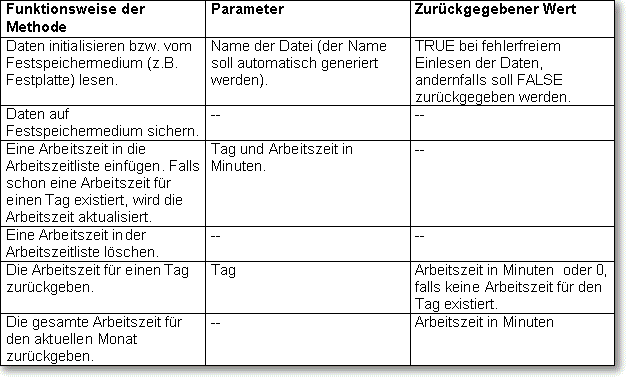 Funktionsweise der Methode
Parameter
Zurückgegebener Wert
Daten initialisieren bzw. vom
Festspeichermedium (z.B.
Festplatte) lesen.
Name der Datei (der Name
soll automatisch generiert
werden).
TRUE bei fehlerfreiem
Einlesen der Daten,
andernfalls soll FALSE
zurückgegeben werden.
Daten auf
Festspeichermedium sichern.
--
--
Eine Arbeitszeit in die
Arbeitszeitliste einfügen. Falls
schon eine Arbeitszeit für
einen Tag existiert, wird die
Arbeitszeit aktualisiert.
Tag und Arbeitszeit in
Minuten.
--
Eine Arbeitszeit in der
Arbeitszeitliste löschen.
--
--
Die Arbeitszeit für einen Tag
zurückgeben.
Tag
Arbeitszeit in Minuten oder 0,
falls keine Arbeitszeit für den
Tag existiert.
Die gesamte Arbeitszeit für
den aktuellen Monat
zurückgeben.
--
Arbeitszeit in Minuten